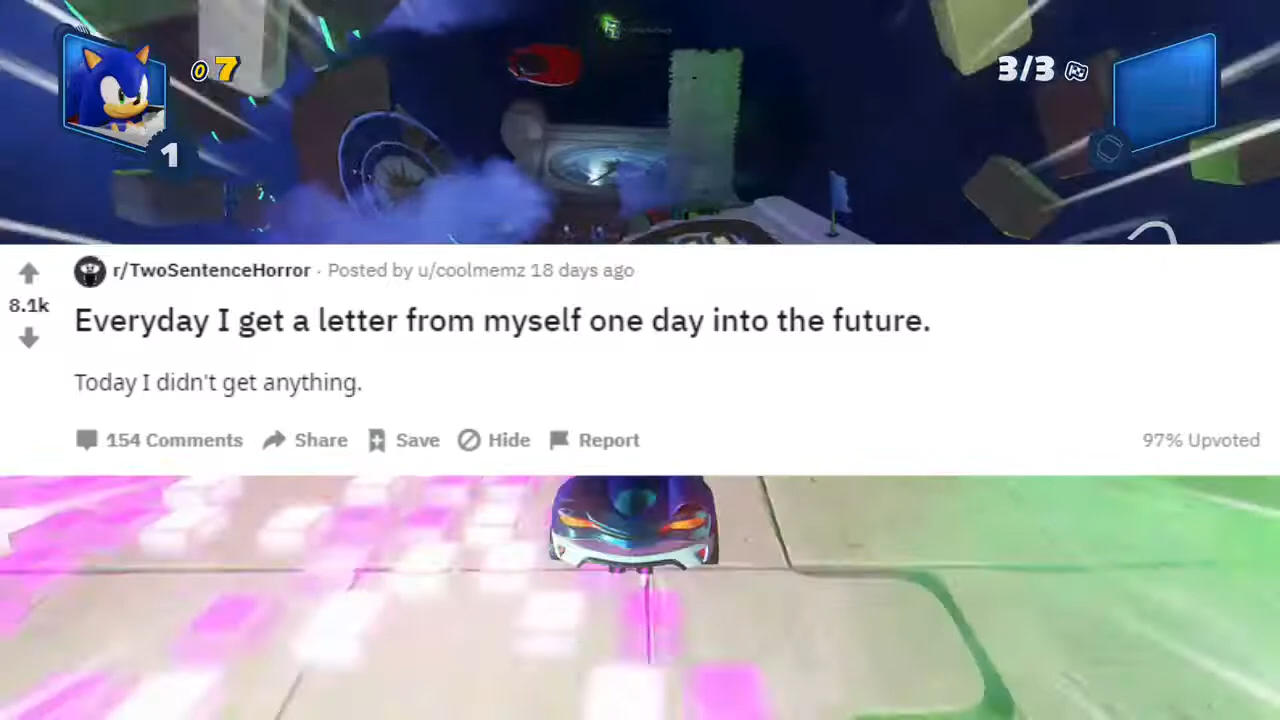 07
3/3
1
r/TwoSentenceHorror · Posted by u/coolmemz 18 days ago
8.1k
Everyday I get a letter from myself one day into the future.
Today I didn't get anything.
154 Comments Share Save Hide Report 97% Upvoted